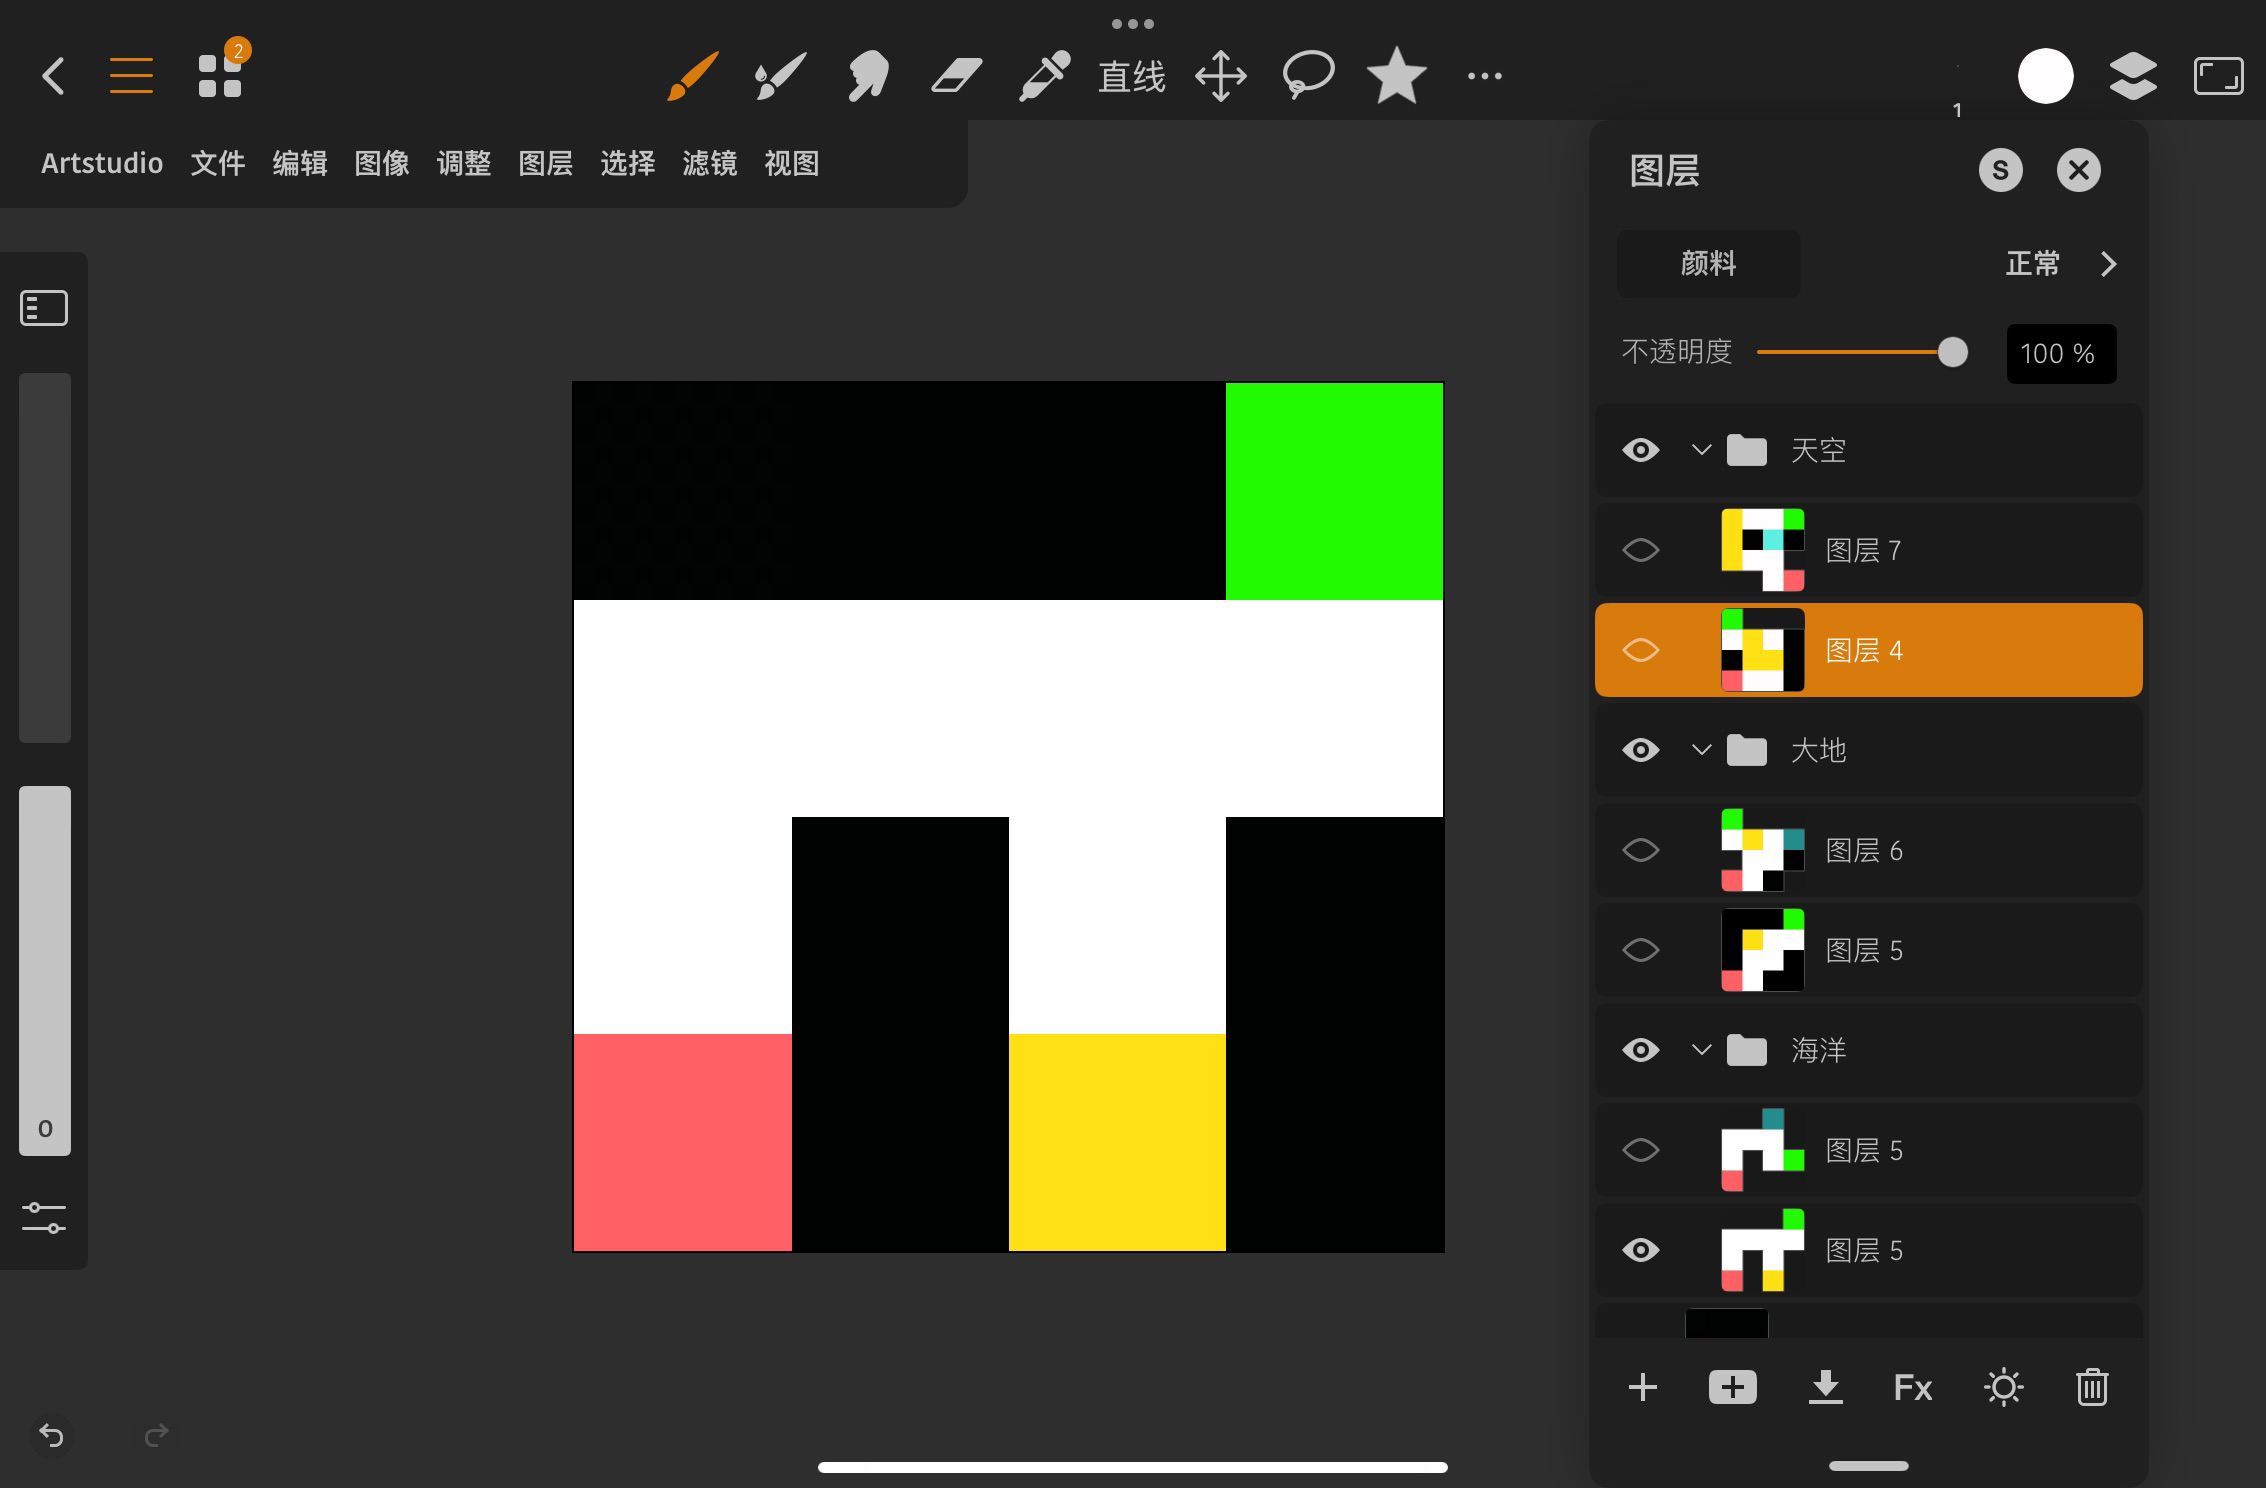 2
直线
1
Artstudio 文件 编辑 图像 调整 图层 选择 滤镜 视图
图层 S
颜料 正常
不透明度 100 %
天空
图层 7
图层 4
大地
图层 6
图层 5
海洋
图层 5
图层 5
0
Fx